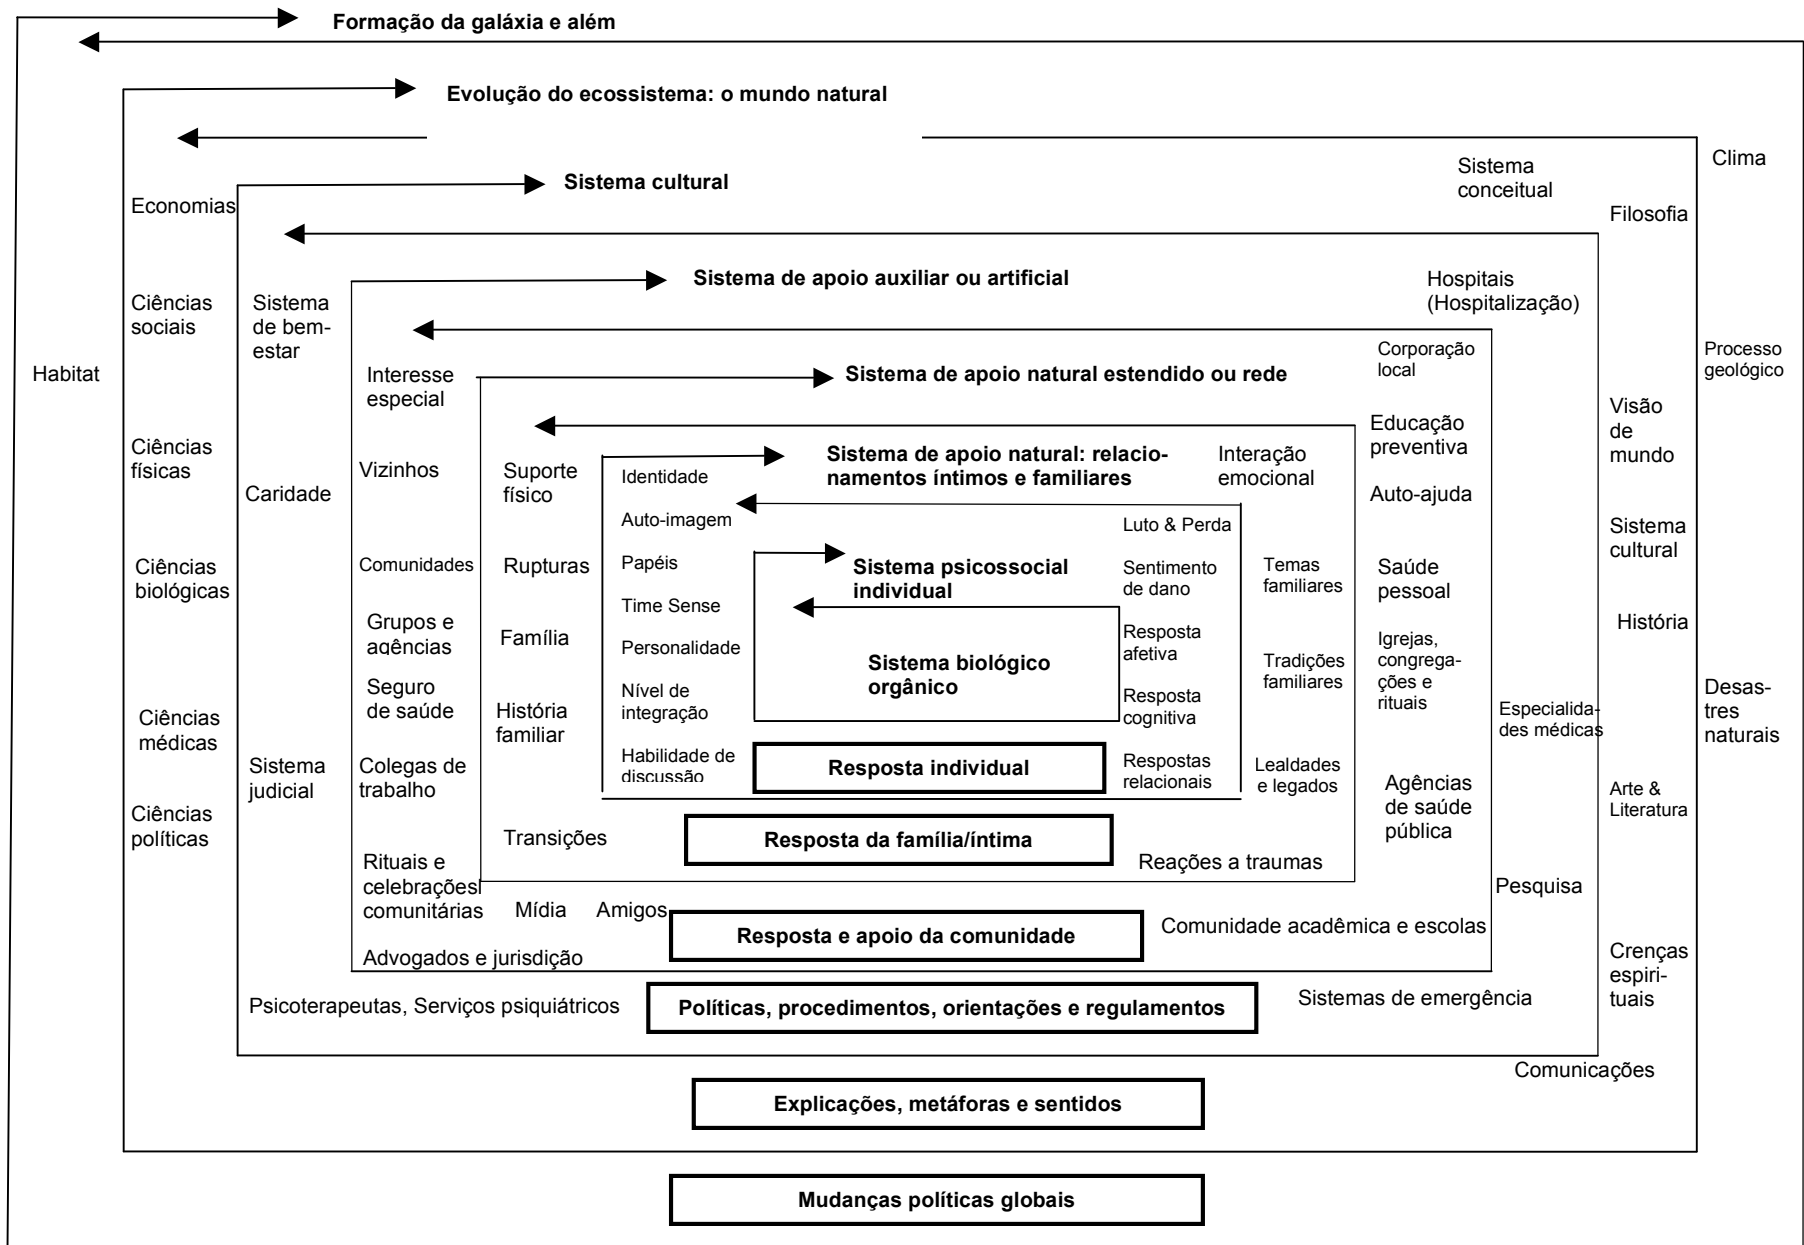 Formação da galáxia e além
Evolução do ecossistema: o mundo natural
Clima
Sistema
conceitual
Sistema cultural
Economias
Filosofia
Sistema de apoio auxiliar ou artificial
Hospitais
(Hospitalização)
Ciências
sociais
Sistema
de bem-
estar
Habitat
Interesse
especial
Sistema de apoio natural estendido ou rede
Corporação
local
Processo
geológico
Visão
de
mundo
Educação
preventiva
Ciências
físicas
Caridade
Vizinhos
Suporte
físico
Identidade
Sistema de apoio natural: relacio-
namentos íntimos e familiares
Interação
emocional
Auto-ajuda
Auto-imagem
Luto & Perda
Sistema
cultural
Ciências
biológicas
Comunidades
Rupturas
Papéis
Sistema psicossocial
individual
Sentimento
de dano
Temas
familiares
Saúde
pessoal
Time Sense
Grupos e
agências
Família
Personalidade
Sistema biológico
orgânico
Resposta
afetiva
Tradições
familiares
Igrejas,
congrega-
ções e
rituais
História
Seguro
de saúde
Nível de
integração
Resposta
cognitiva
Ciências
médicas
História
familiar
Especialida-
des médicas
Desas-
tres
naturais
Sistema
judicial
Colegas de
trabalho
Habilidade de
discussão
Resposta individual
Respostas
relacionais
Lealdades
e legados
Agências
de saúde
pública
Arte &
Literatura
Ciências
políticas
Transições
Resposta da família/íntima
Reações a traumas
Rituais e
celebrações
comunitárias
Mídia
Amigos
Pesquisa
Resposta e apoio da comunidade
Comunidade acadêmica e escolas
Advogados e jurisdição
Crenças
espiri-
tuais
Psicoterapeutas, Serviços psiquiátricos
Políticas, procedimentos, orientações e regulamentos
Sistemas de emergência
Comunicações
Explicações, metáforas e sentidos
Mudanças políticas globais